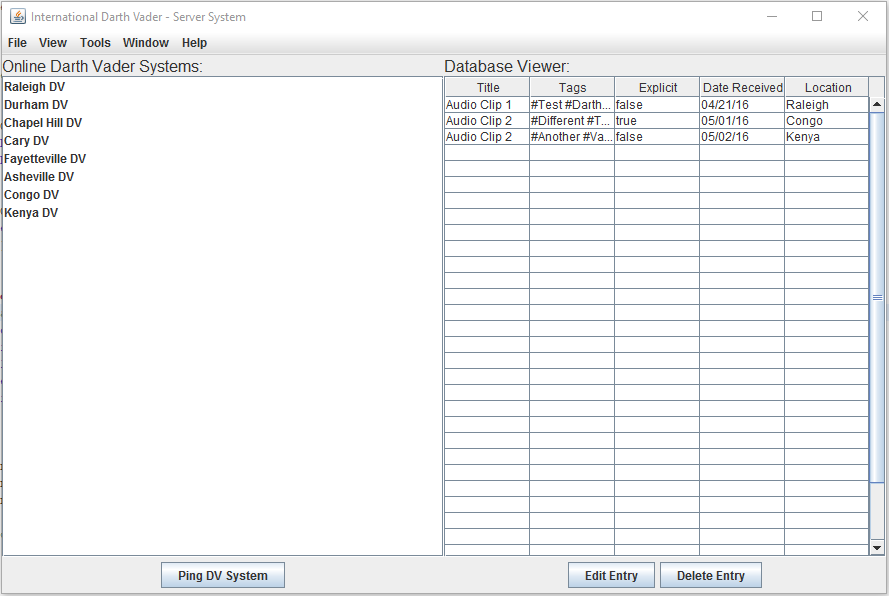 International Darth Vader - Server System
File View Tools Window Help
Online Darth Vader Systems:
Raleigh DV
Durham DV
Chapel Hill DV
Cary DV
Fayetteville DV
Asheville DV
Congo DV
Kenya DV
Ping DV System
Database Viewer:
Title Tags Explicit Date Received Location
Audio Clip 1 #Test #Darth... false 04/21/16 Raleigh
Audio Clip 2 #Different #T... true 05/01/16 Congo
Audio Clip 2 #Another #Va... false 05/02/16 Kenya
Edit Entry Delete Entry